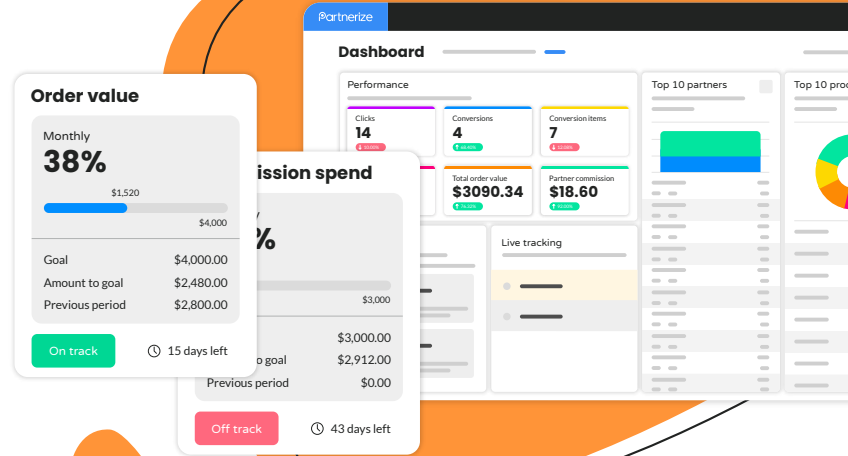 Partnerize
Dashboard
Performance
Clicks
14
Conversions
4
Conversion items
7
Total order value
$3090.34
Partner commission
$18.60
Top 10 partners
Top 10
Live tracking
Order value
Monthly
38%
$1,520
$4,000
Goal $4,000.00
Amount to goal $2,480.00
Previous period $2,800.00
On track
15 days left
ission spend
%
$3,000
$3,000.00
o goal $2,912.00
Previous period $0.00
Off track
43 days left